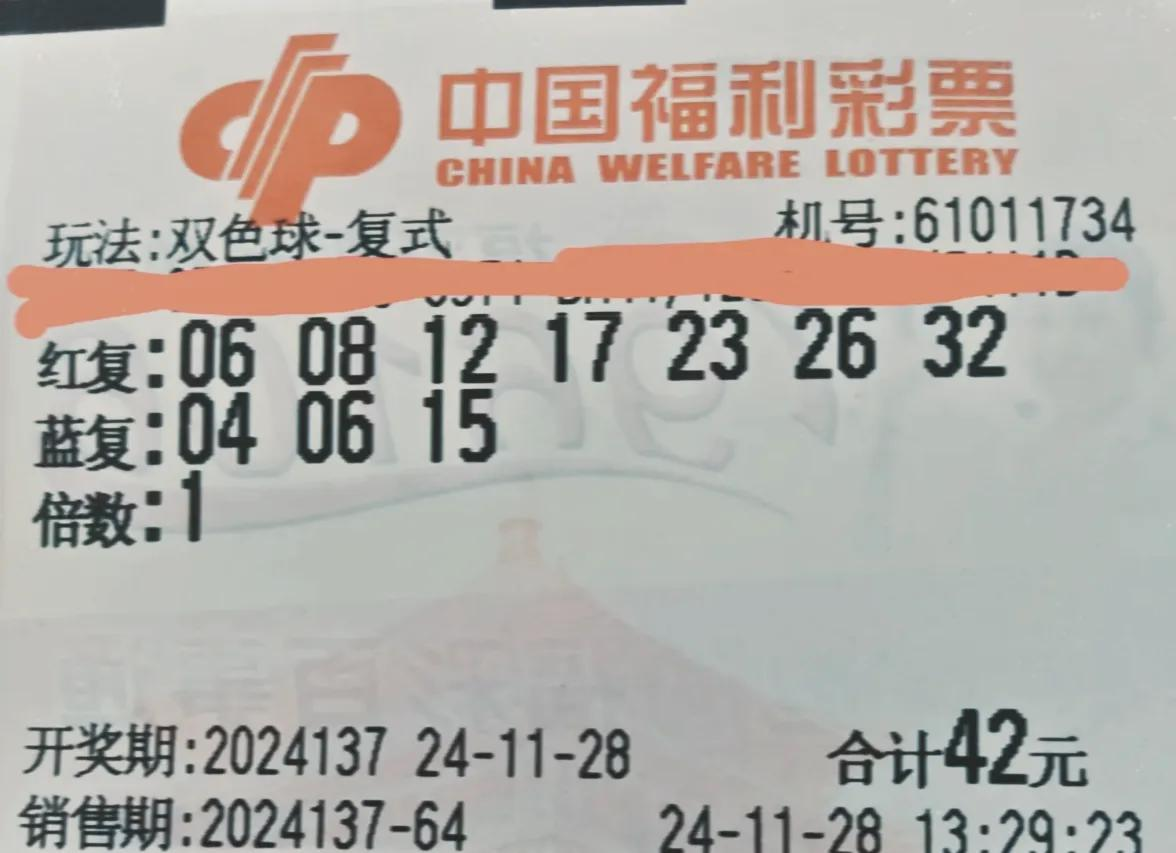 中国福利彩票
CHINA WELFARE LOTTERY
玩法:双色球-复式 机号:61011734
红复:06 08 12 17 23 26 32
蓝复:04 06 15
倍数:1
开奖期:2024137 24-11-28 合计42元
销售期:2024137-64 24-11-28 13:29:23